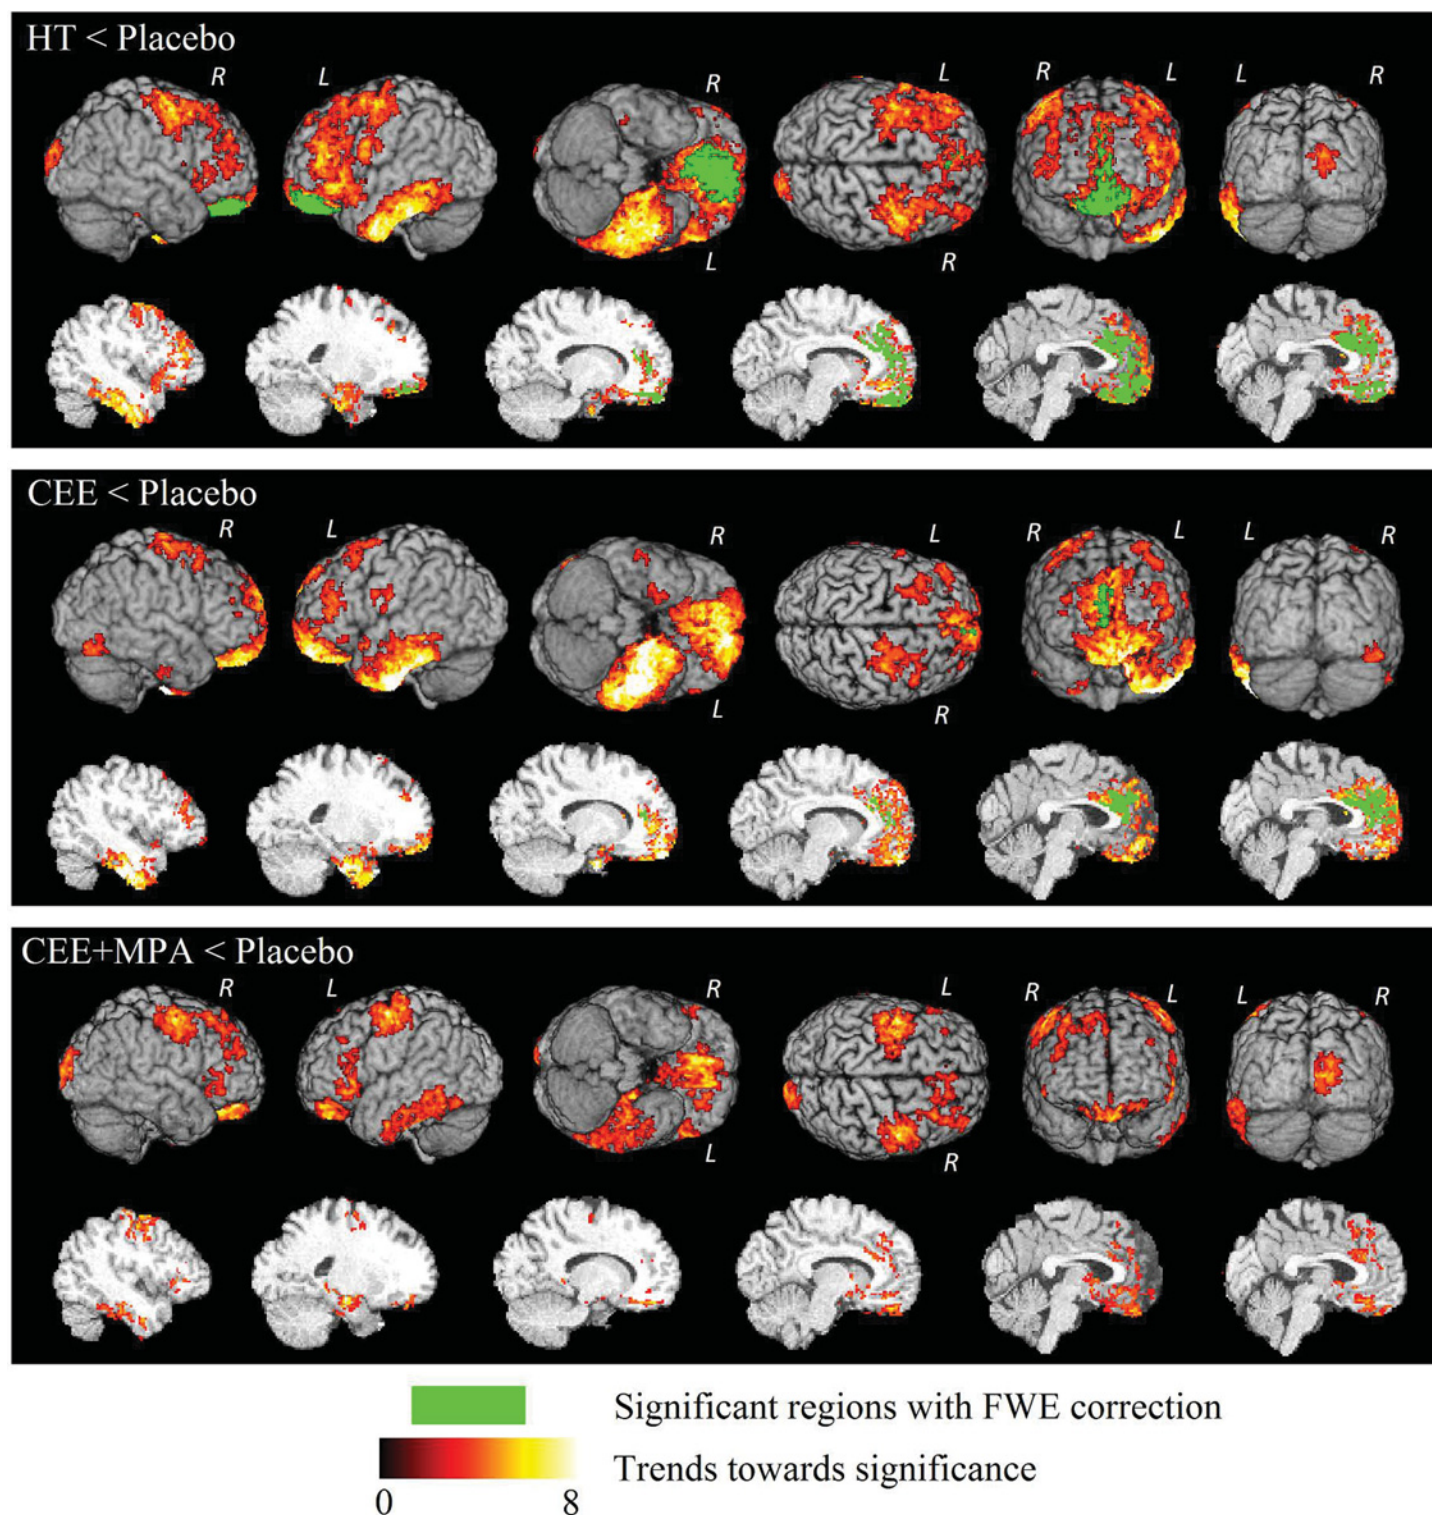 HT < Placebo
R L R L R L L R
L R
CEE < Placebo
R L R L R L L R
L R
CEE+MPA < Placebo
R L R L R L L R
L R
Significant regions with FWE correction
Trends towards significance
0 8